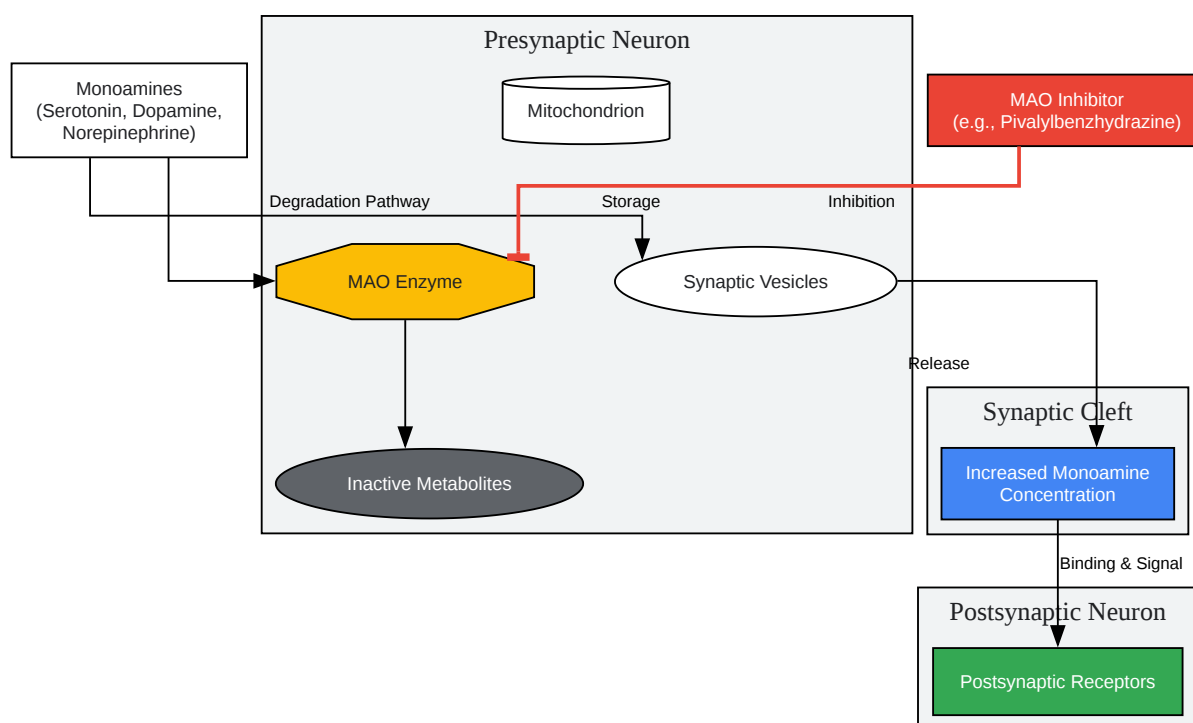 Presynaptic Neuron
Monoamines
(Serotonin, Dopamine,
Norepinephrine)
Mitochondrion
MAO Inhibitor
(e.g., Pivalylbenzhydrazine)
Degradation Pathway
Storage
Inhibition
MAO Enzyme
Synaptic Vesicles
Release
Synaptic Cleft
Increased Monoamine
Concentration
Inactive Metabolites
Binding & Signal
Postsynaptic Neuron
Postsynaptic Receptors